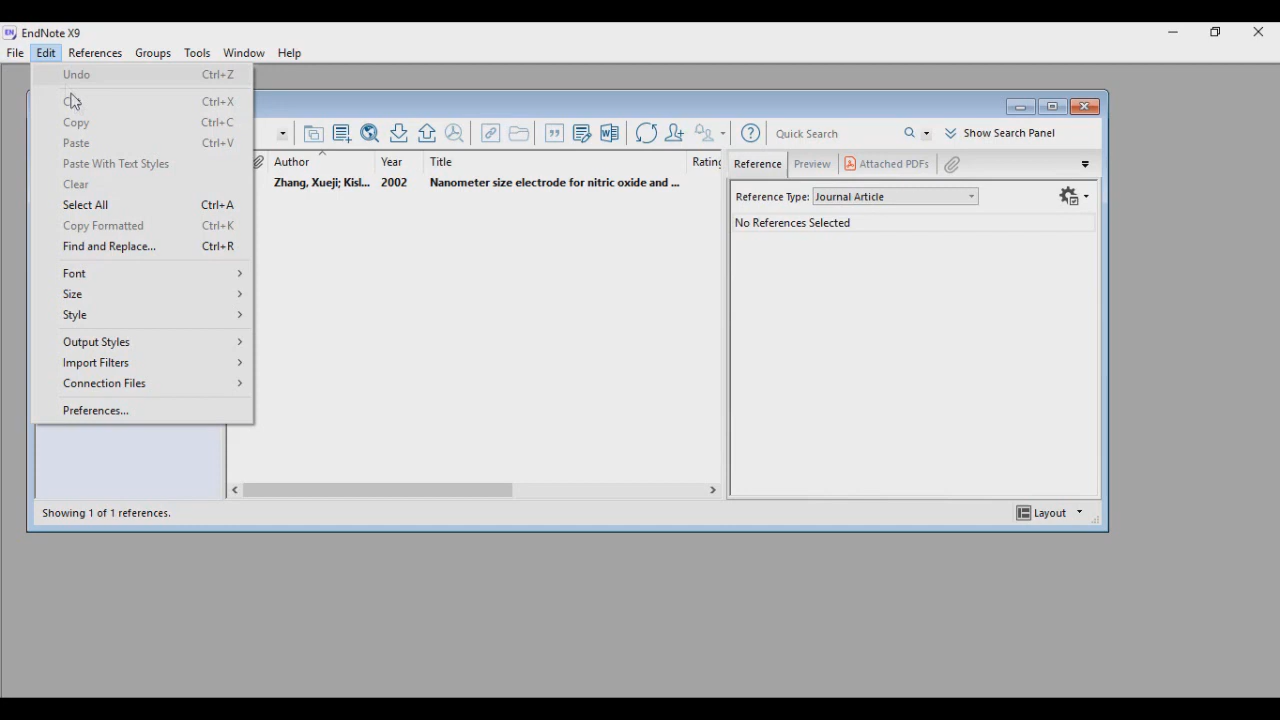 EndNote X9
File Edit References Groups Tools Window Help
Undo Ctrl+Z
Ctrl+X
Copy Ctrl+C
Paste Ctrl+V
Paste With Text Styles
Clear
Select All Ctrl+A
Copy Formatted Ctrl+K
Find and Replace... Ctrl+R
Font
Size
Style
Output Styles
Import Filters
Connection Files
Preferences...
Quick Search
Show Search Panel
Author Year Title Rating
Zhang, Xueji; Kisl... 2002 Nanometer size electrode for nitric oxide and ...
Reference Preview Attached PDFs
Reference Type: Journal Article
No References Selected
Showing 1 of 1 references.
Layout